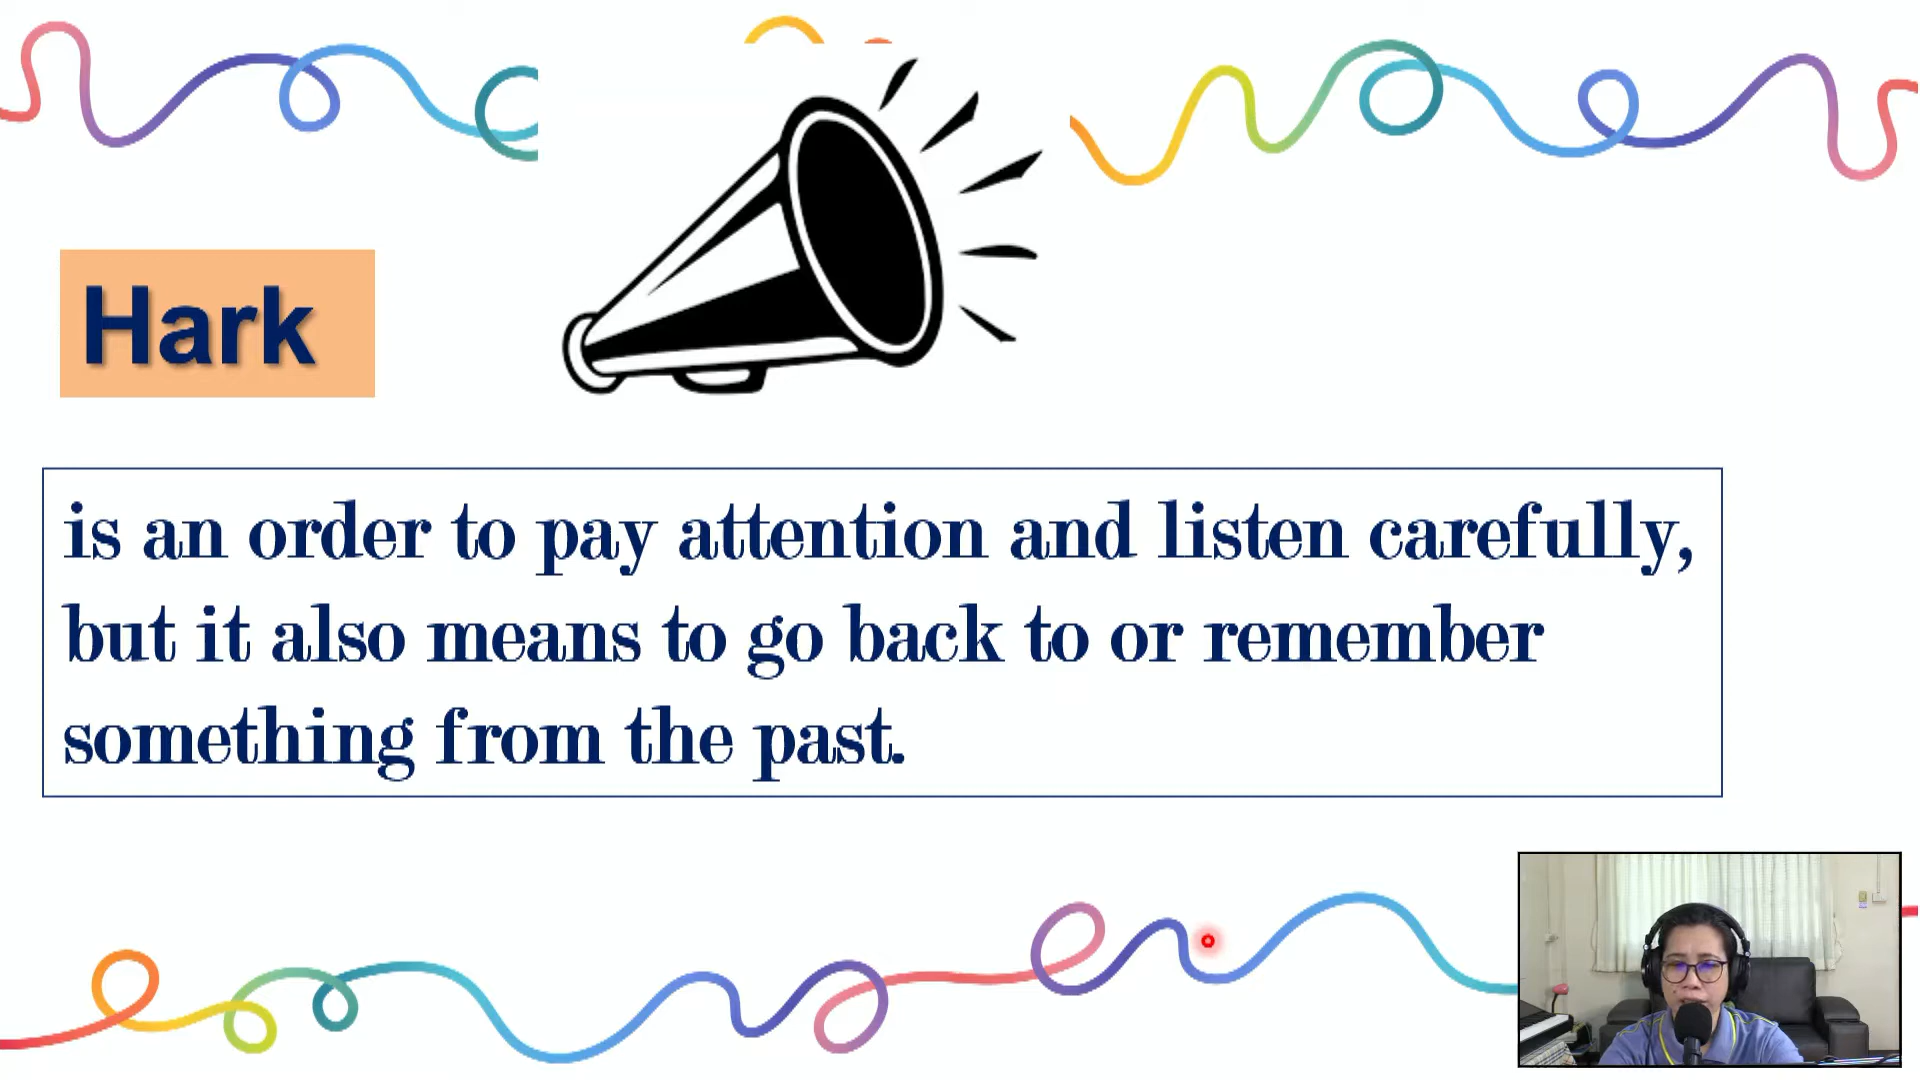 Hark
is an order to pay attention and listen carefully,
but it also means to go back to or remember
something from the past.